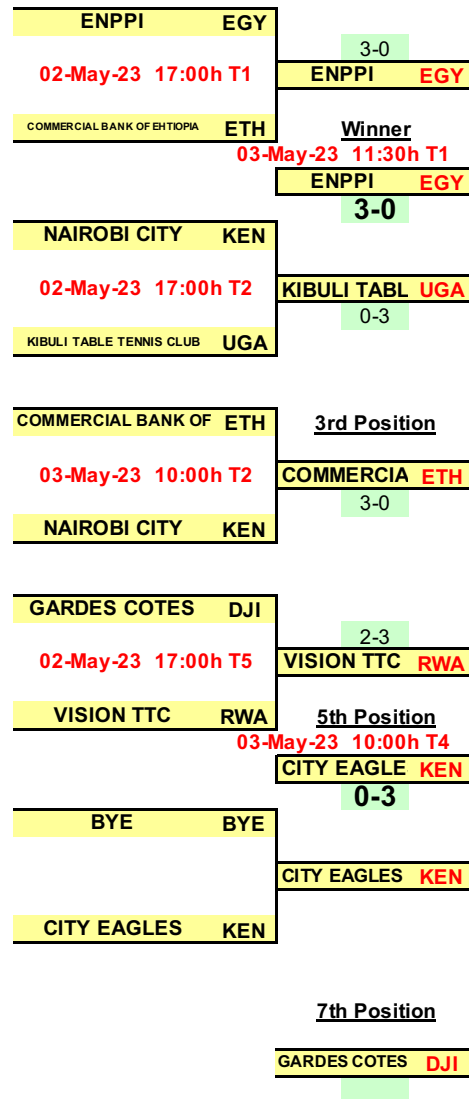 ENPPI EGY
3-0
02-May-23 17:00h T1
ENPPI EGY
COMMERCIAL BANK OF EHTIOPIA ETH
Winner
03-May-23 11:30h T1
ENPPI EGY
3-0
NAIROBI CITY KEN
02-May-23 17:00h T2
KIBULI TABL UGA
0-3
KIBULI TABLE TENNIS CLUB UGA
COMMERCIAL BANK OF ETH
3rd Position
03-May-23 10:00h T2
COMMERCIA ETH
3-0
NAIROBI CITY KEN
GARDES COTES DJI
2-3
02-May-23 17:00h T5
VISION TTC RWA
VISION TTC RWA
5th Position
03-May-23 10:00h T4
CITY EAGLE KEN
0-3
BYE BYE
CITY EAGLES KEN
CITY EAGLES KEN
7th Position
GARDES COTES DJI